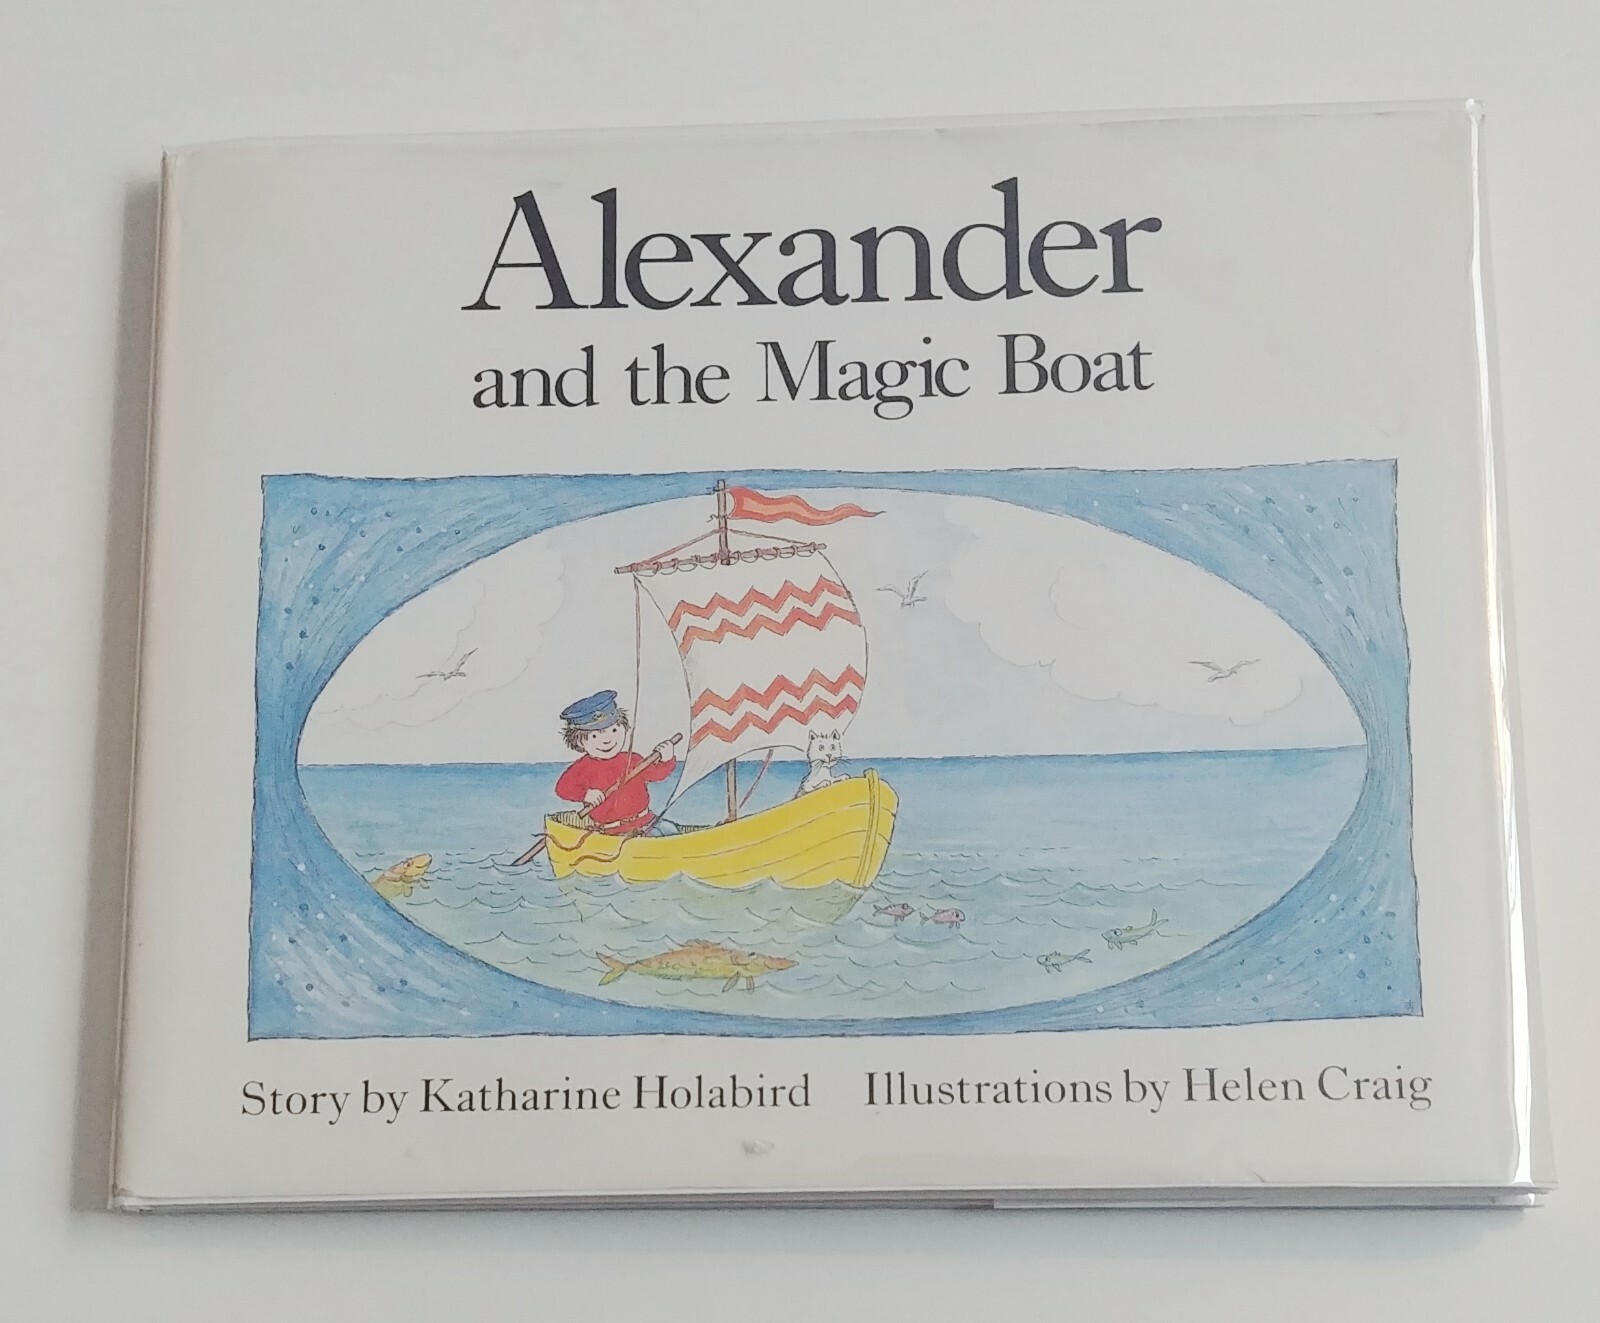 Alexander
and the Magic Boat
Story by Katharine Holabird Illustrations by Helen Craig